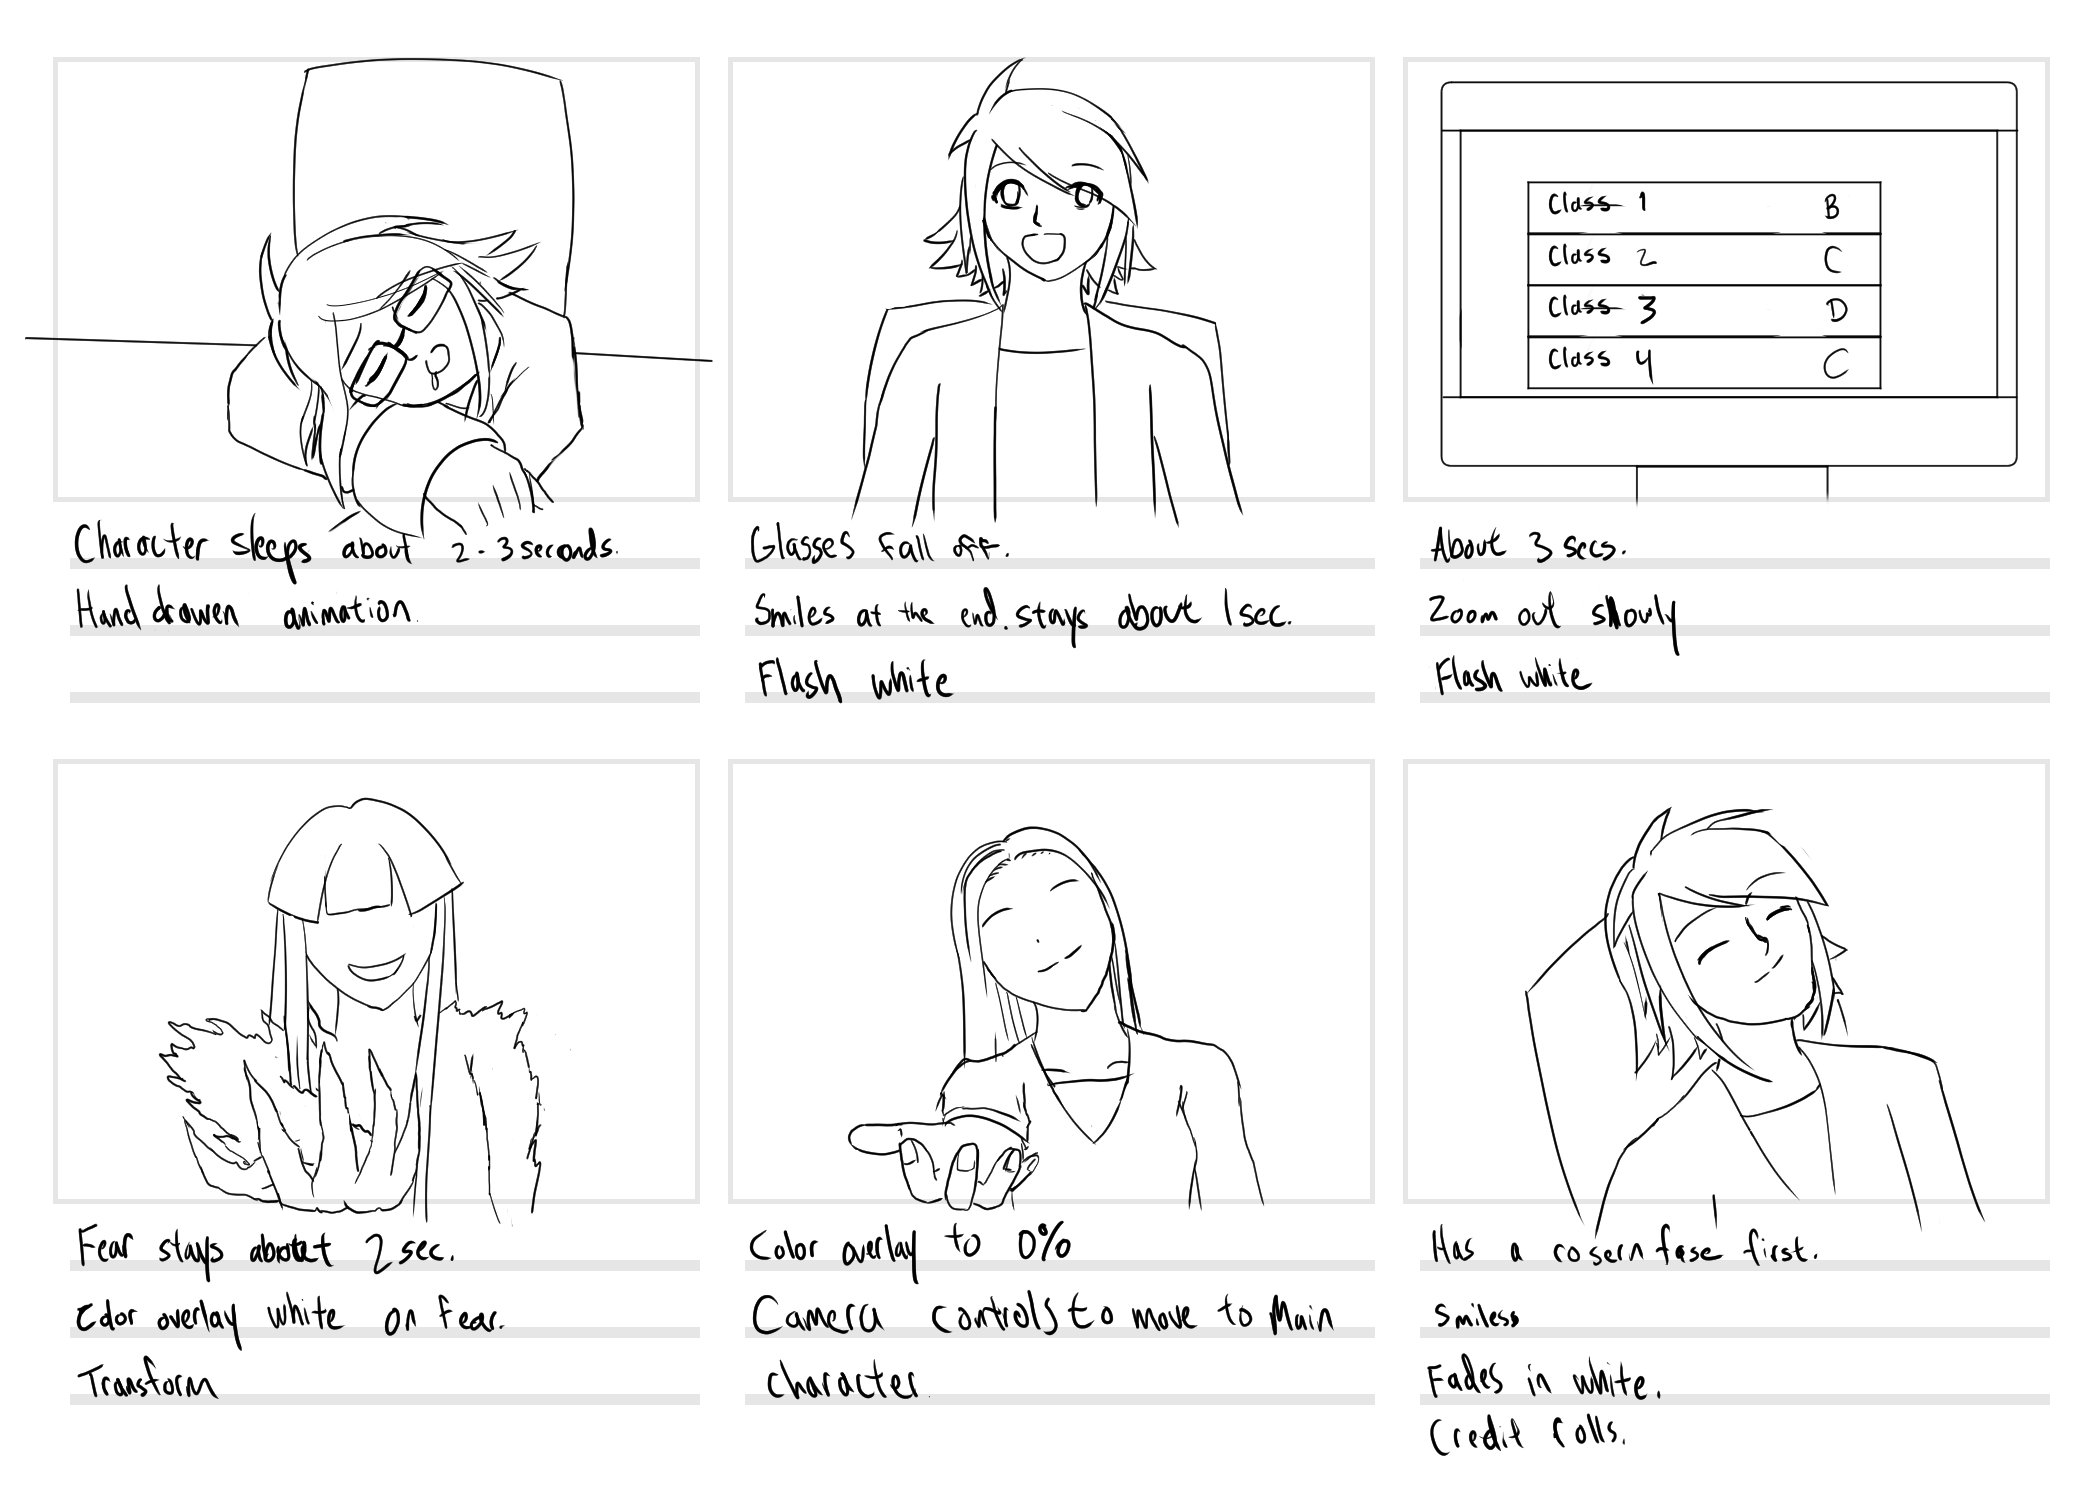 Character sleeps about 2-3 seconds.
Hand drawen animation.
Glasses fall off.
Smiles at the end. stays about 1 sec.
Flash white
Class 1 B
Class 2 C
Class 3 D
Class 4 C
About 3 secs.
Zoom out slowly
Flash white
Fear stays about 2 sec.
Color overlay white on fear.
Transform
Color overlay to 0%
Camera controls to move to Main
character.
Has a cosern fase first.
Smiless
Fades in white.
Credit rolls.